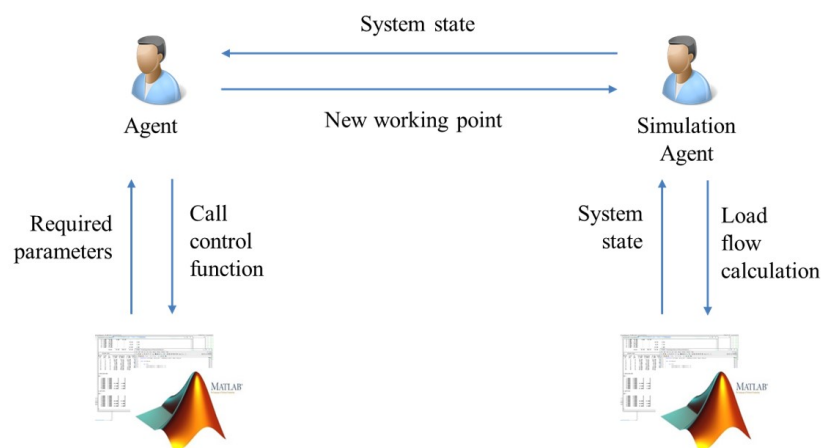 System state
New working point
Agent
Simulation
Agent
Required
parameters
Call
control
function
System
state
Load
flow
calculation
MATLAB
MATLAB